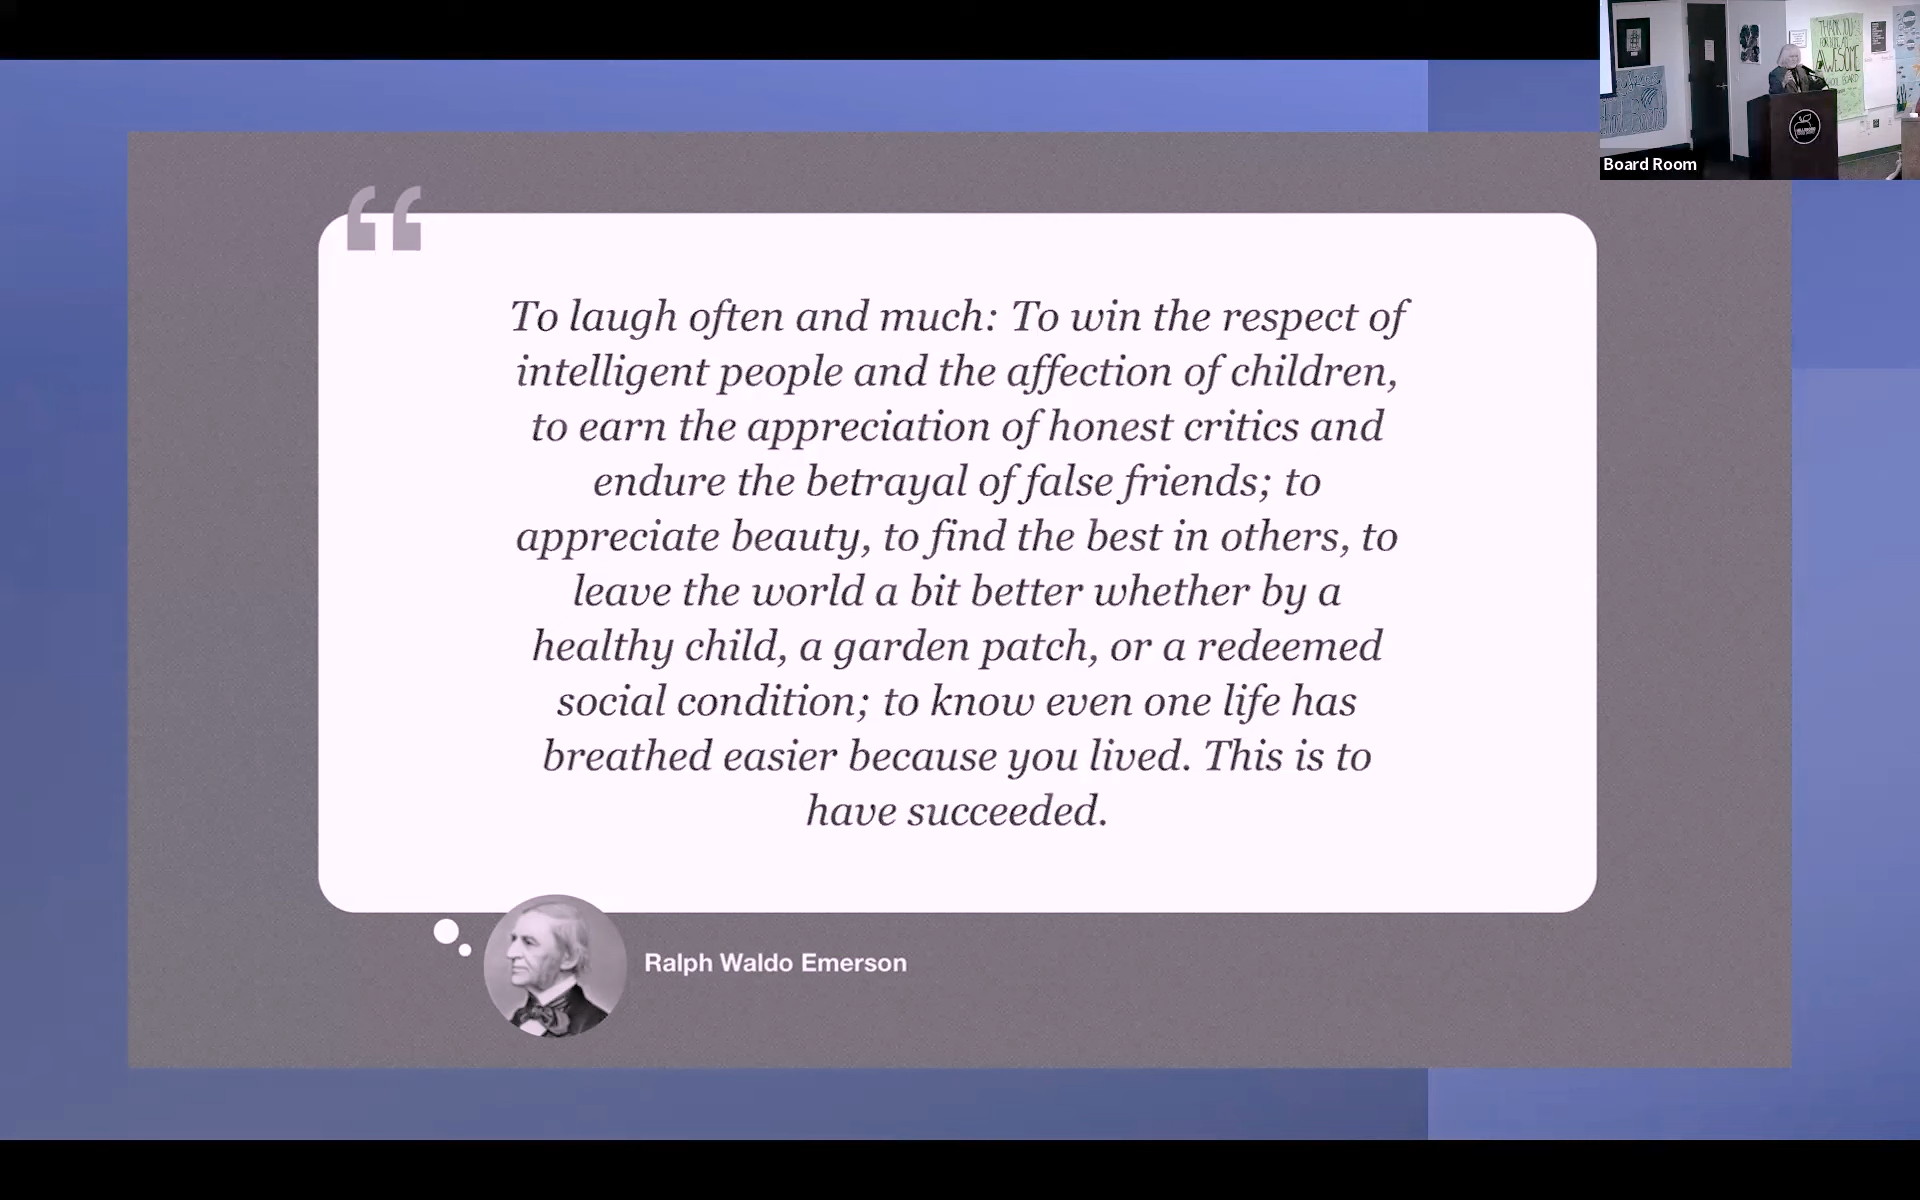 To laugh often and much: To win the respect of
intelligent people and the affection of children,
to earn the appreciation of honest critics and
endure the betrayal of false friends; to
appreciate beauty, to find the best in others, to
leave the world a bit better whether by a
healthy child, a garden patch, or a redeemed
social condition; to know even one life has
breathed easier because you lived. This is to
have succeeded.
Ralph Waldo Emerson
THANK YOU
AWESOME
BOARD
Board Room